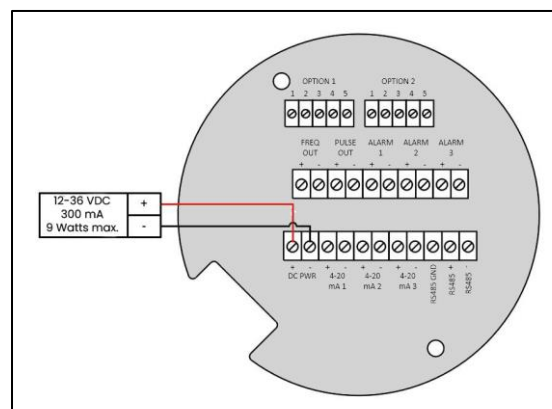 OPTION 1 OPTION 2
1 2 3 4 5 1 2 3 4 5
FREQ OUT PULSE OUT ALARM 1 ALARM 2 ALARM 3
+ - + - + - + - + -
12-36 VDC +
300 mA
9 Watts max. -
+ - + - + - + -
DC PWR 4-20 mA 1 4-20 mA 2 4-20 mA 3 RS485 GND RS485 + RS485 -